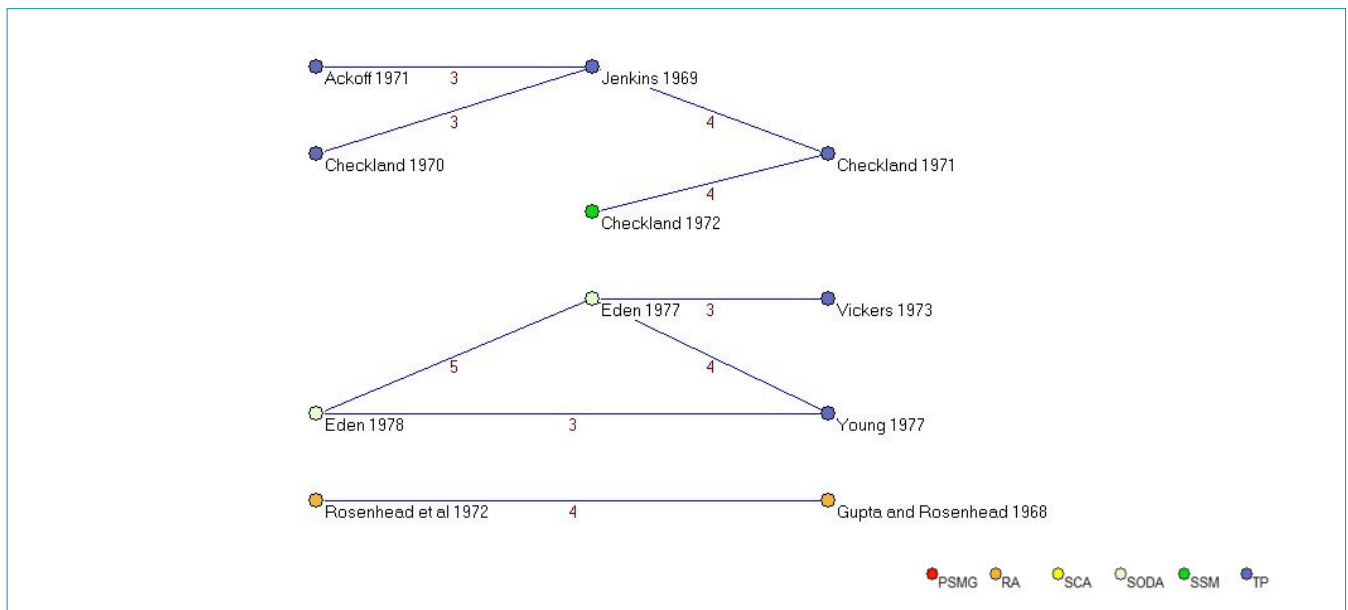 Ackoff 1971
3
Jenkins 1969
3
4
Checkland 1970
Checkland 1971
4
Checkland 1972
Eden 1977
3
Vickers 1973
5
4
Eden 1978
3
Young 1977
Rosenhead et al 1972
4
Gupta and Rosenhead 1968
PSMG RA SCA SODA SSM TP